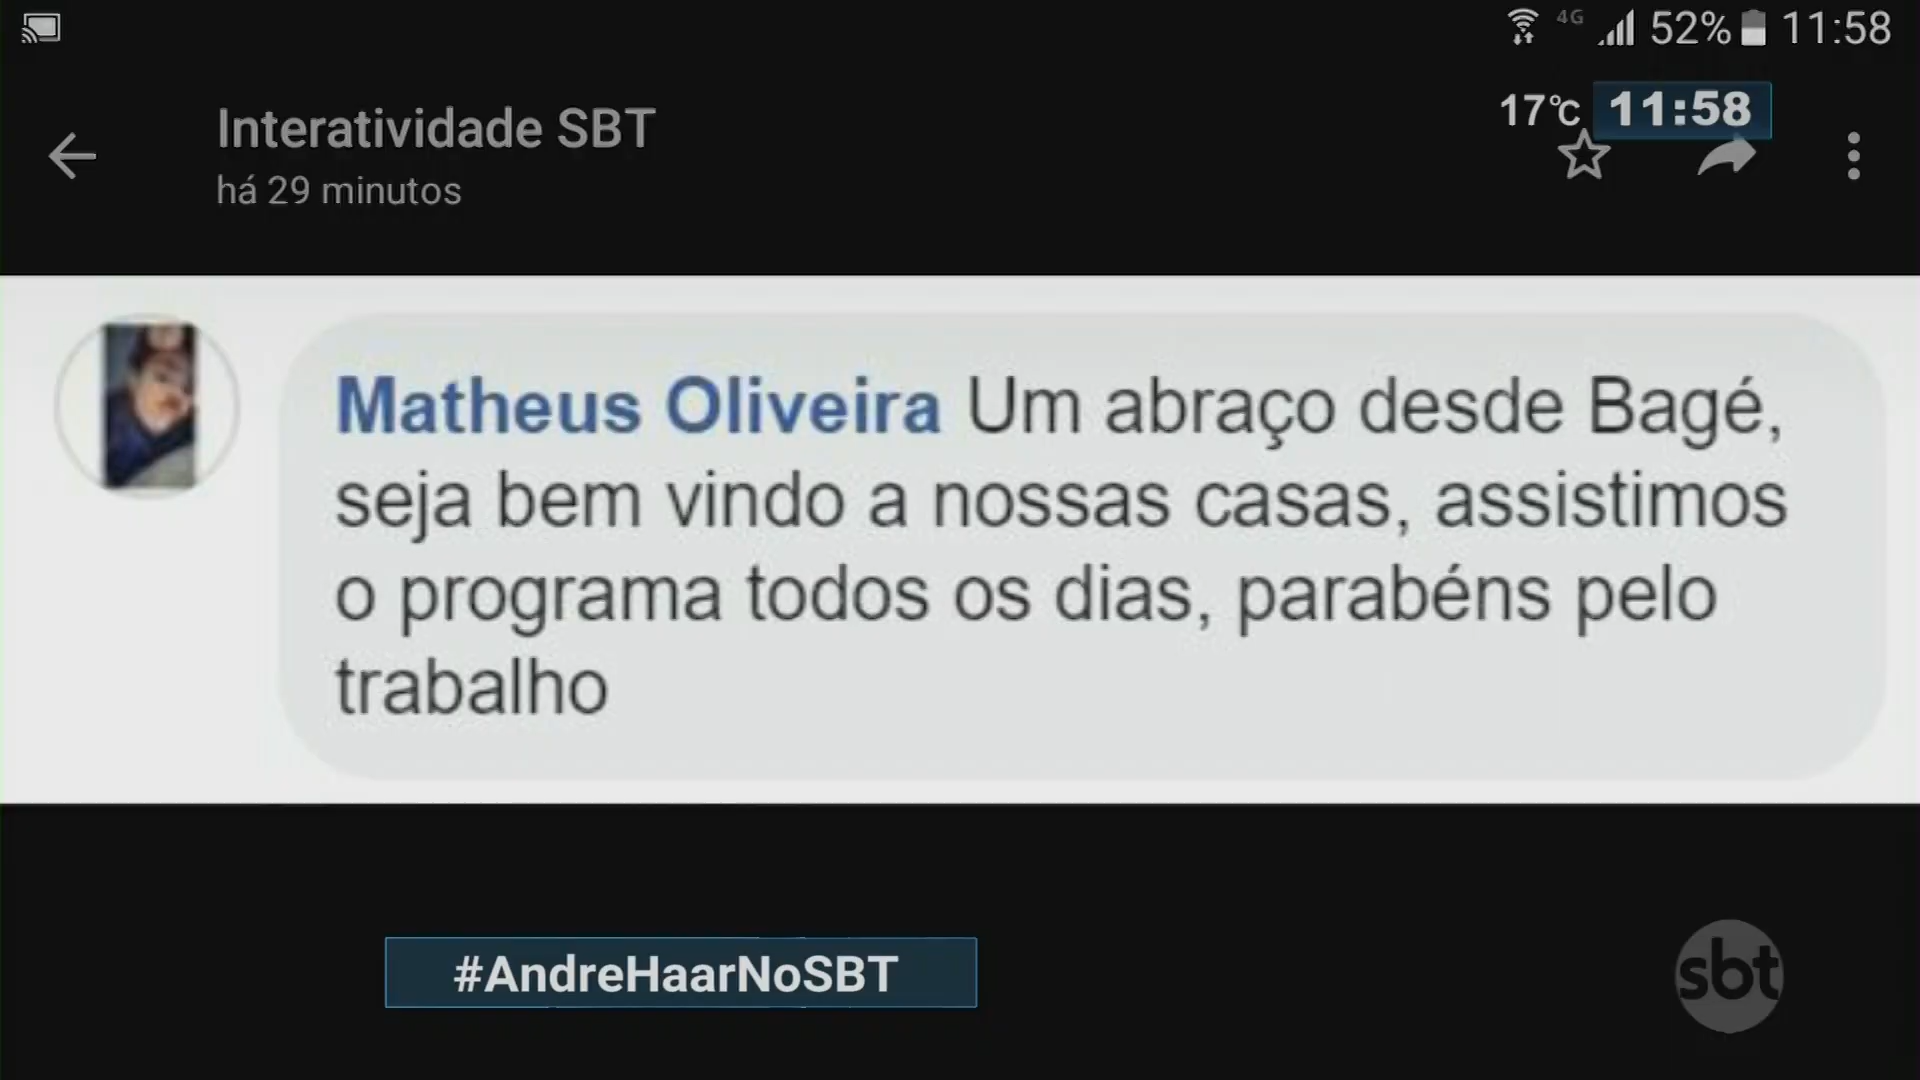 4G 52% 11:58
17°C 11:58
Interatividade SBT
há 29 minutos
Matheus Oliveira Um abraço desde Bagé,
seja bem vindo a nossas casas, assistimos
o programa todos os dias, parabéns pelo
trabalho
#AndreHaarNoSBT
sbt